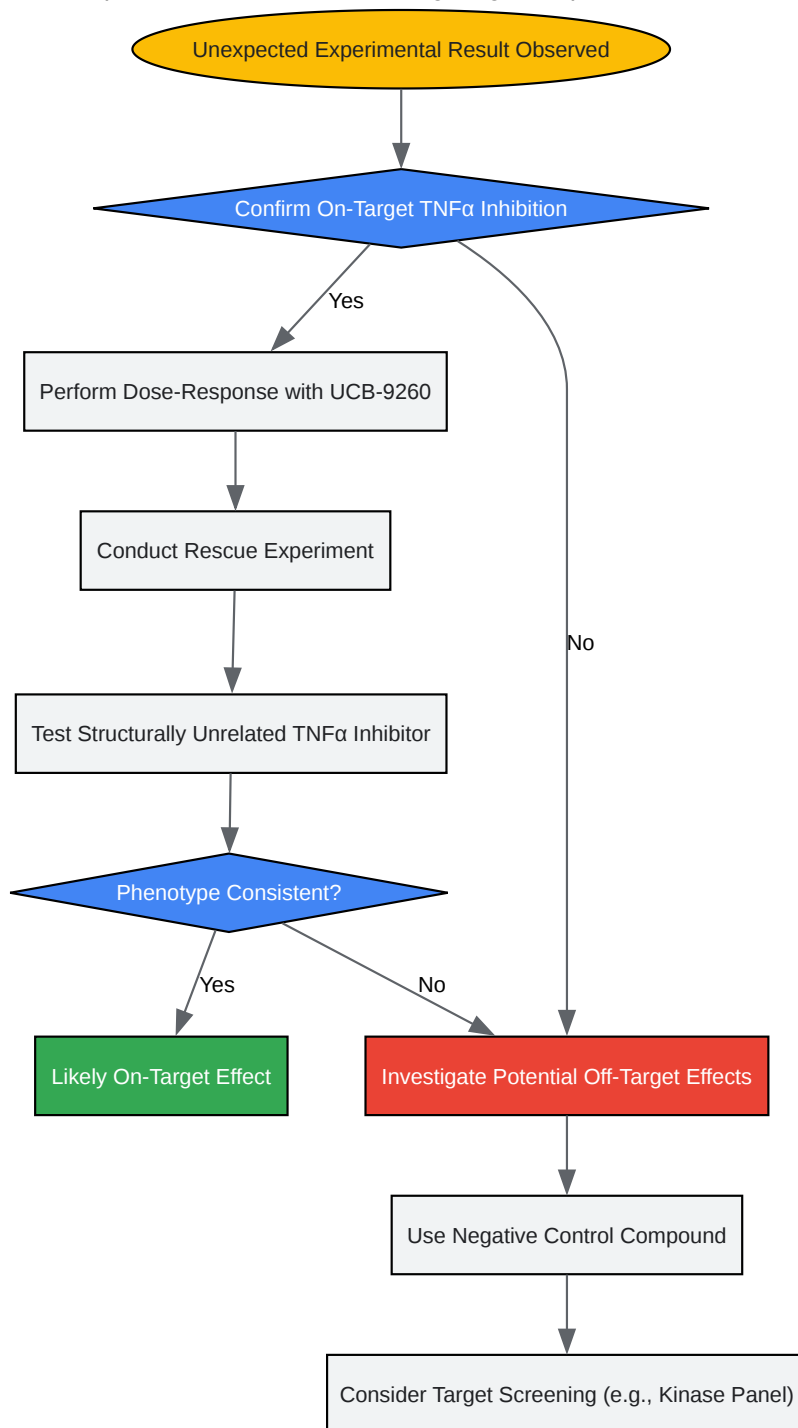 Unexpected Experimental Result Observed
Confirm On-Target TNFα Inhibition
Yes
Perform Dose-Response with UCB-9260
Conduct Rescue Experiment
No
Test Structurally Unrelated TNFα Inhibitor
Phenotype Consistent?
Yes
No
Likely On-Target Effect
Investigate Potential Off-Target Effects
Use Negative Control Compound
Consider Target Screening (e.g., Kinase Panel)